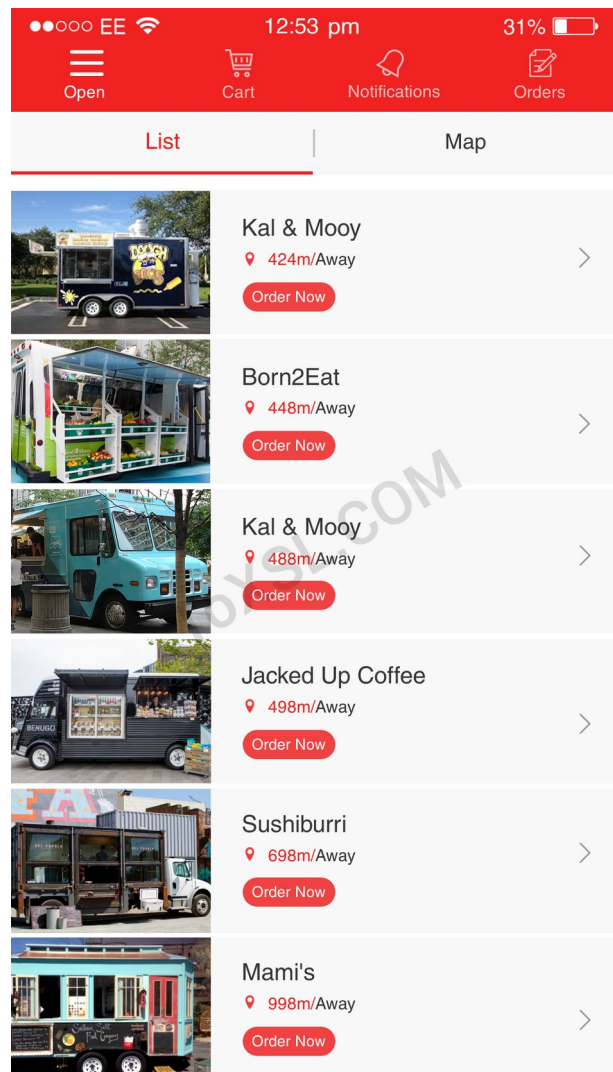 EE 12:53 pm 31%
Open Cart Notifications Orders
List Map
Kal & Mooy
424m/Away
Order Now
DOUGH
Born2Eat
448m/Away
Order Now
Kal & Mooy
488m/Away
Order Now
Jacked Up Coffee
498m/Away
Order Now
BENUGO
Sushiburri
698m/Away
Order Now
Mami's
998m/Away
Order Now